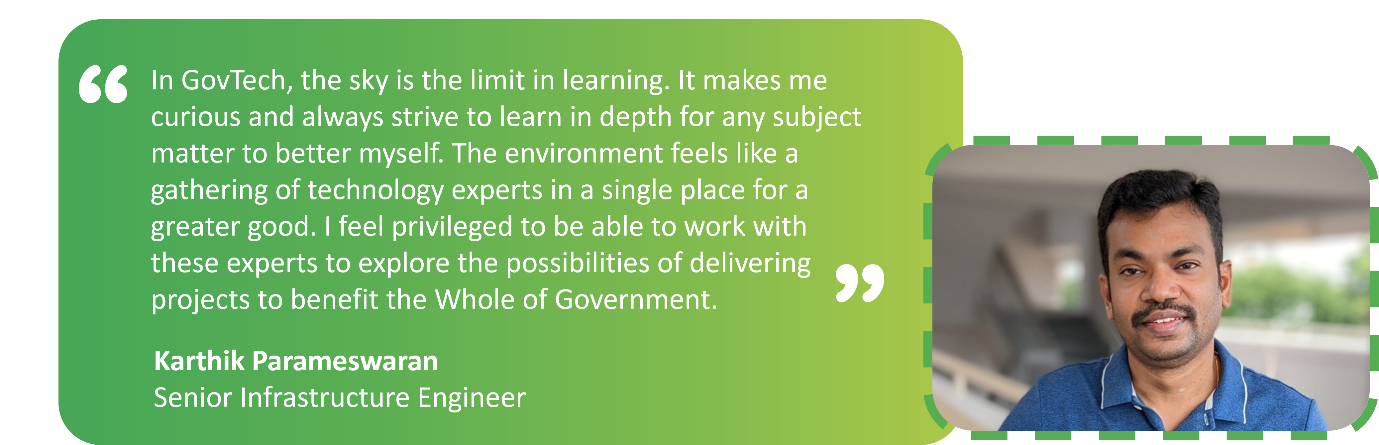 “ In GovTech, the sky is the limit in learning. It makes me
curious and always strive to learn in depth for any subject
matter to better myself. The environment feels like a
gathering of technology experts in a single place for a
greater good. I feel privileged to be able to work with
these experts to explore the possibilities of delivering
projects to benefit the Whole of Government. ”
Karthik Parameswaran
Senior Infrastructure Engineer